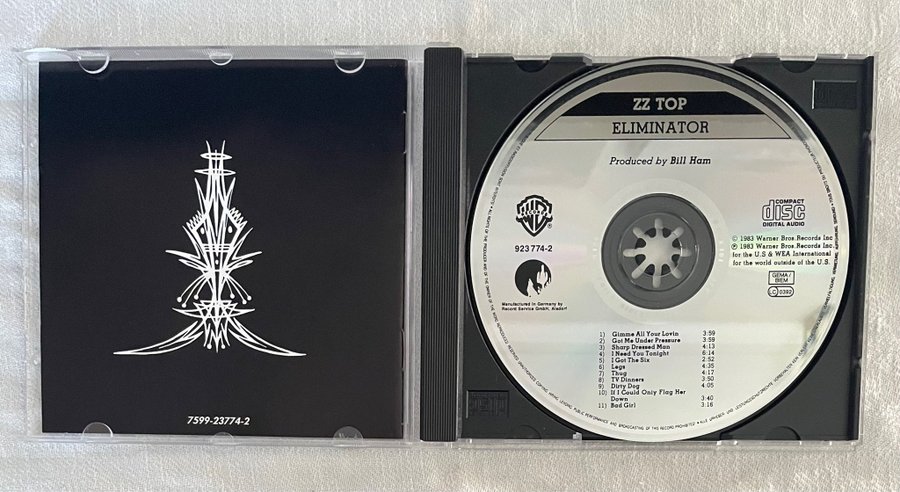 7599-23774-2
ZZ TOP
ELIMINATOR
Produced by Bill Ham
923 774-2
COMPACT
disc
DIGITAL AUDIO
© 1983 Warner Bros. Records Inc.
℗ 1983 Warner Bros. Records Inc.
for the U.S & WEA International.
for the world outside of the U.S.
GEMA/
BIEM
LC 0392
Manufactured in Germany by
Record Service GmbH, Alsdorf
1) Gimme All Your Lovin 3:59
2) Got Me Under Pressure 3:59
3) Sharp Dressed Man 4:13
4) I Need You Tonight 6:14
5) I Got The Six 2:52
6) Legs 4:35
7) Thug 4:17
8) TV Dinners 3:50
9) Dirty Dog 4:05
10) If I Could Only Flag Her
Down 3:40
11) Bad Girl 3:16